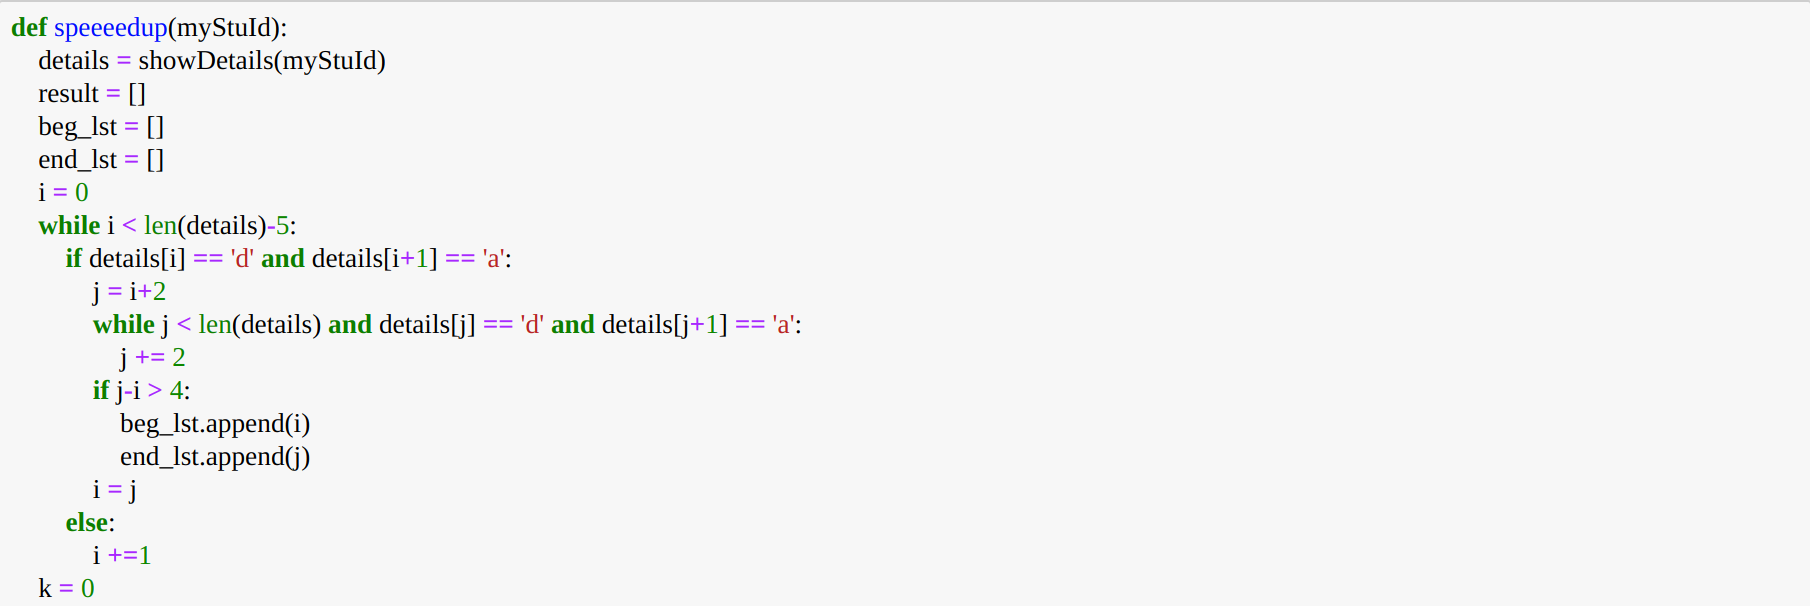 def speeeedup(myStuId):
    details = showDetails(myStuId)
    result = []
    beg_lst = []
    end_lst = []
    i = 0
    while i < len(details)-5:
        if details[i] == 'd' and details[i+1] == 'a':
            j = i+2
            while j < len(details) and details[j] == 'd' and details[j+1] == 'a':
                j += 2
            if j-i > 4:
                beg_lst.append(i)
                end_lst.append(j)
            i = j
        else:
            i +=1
    k = 0